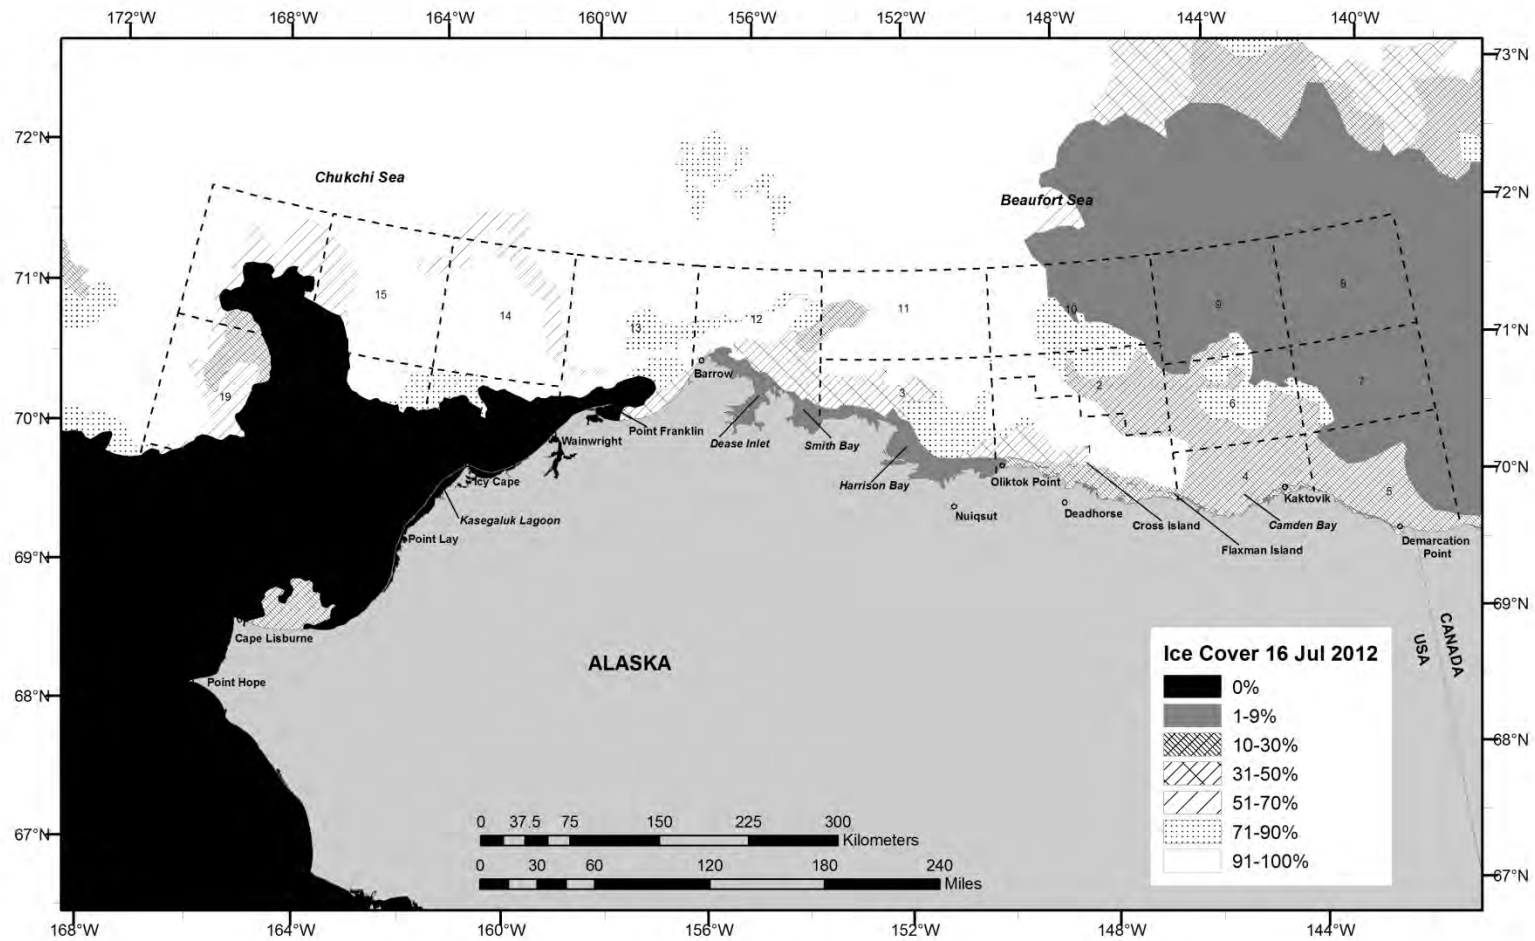 172°W 168°W 164°W 160°W 156°W 152°W 148°W 144°W 140°W
73°N
72°N
Chukchi Sea
72°N
Beaufort Sea
71°N
15
8
9
11
10
14
12
13
71°N
Barrow
7
2
3
6
19
70°N
Point Franklin
Wainwright
Dease Inlet
Smith Bay
1
70°N
Icy Cape
Harrison Bay
Oliktok Point
4
5
Kaktovik
Kasegaluk Lagoon
Nuiqsut
Deadhorse
Cross Island
Camden Bay
Point Lay
Flaxman Island
Demarcation
Point
69°N
69°N
Cape Lisburne
ALASKA
USA
CANADA
Point Hope
68°N
Ice Cover 16 Jul 2012
0%
1-9%
10-30%
31-50%
51-70%
71-90%
91-100%
68°N
67°N
0 37.5 75 150 225 300
Kilometers
0 30 60 120 180 240
Miles
67°N
168°W 164°W 160°W 156°W 152°W 148°W 144°W